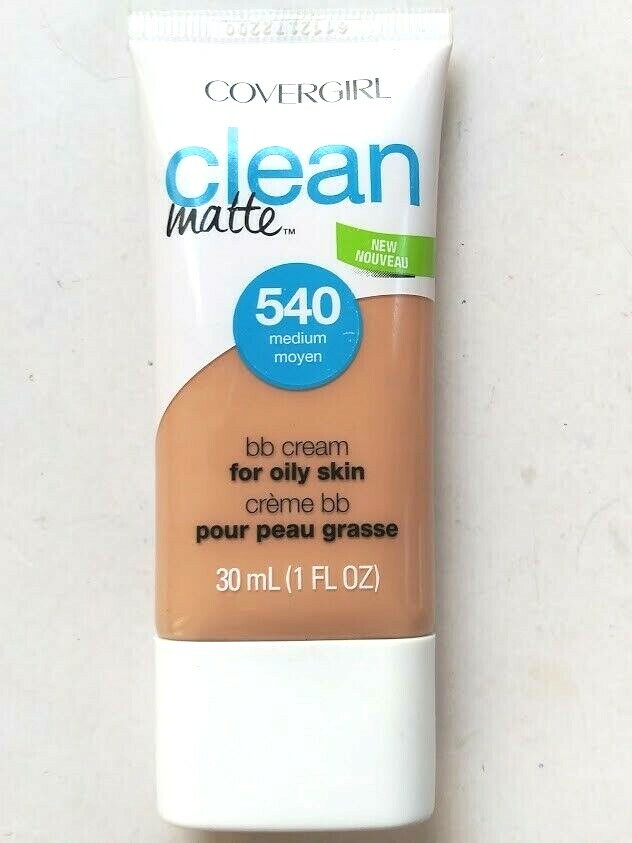 COVERGIRL
clean
matte™
NEW
NOUVEAU
540
medium
moyen
bb cream
for oily skin
crème bb
pour peau grasse
30 mL (1 FL OZ)